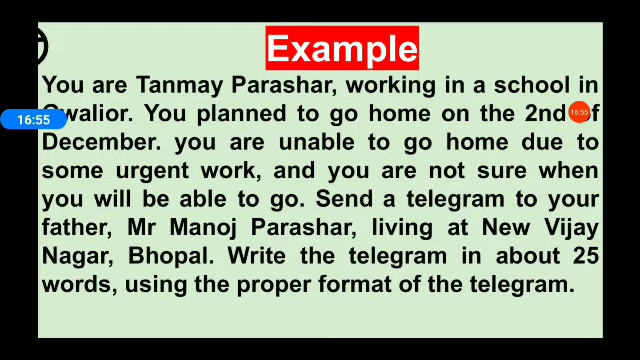 Example
You are Tanmay Parashar, working in a school in
Gwalior. You planned to go home on the 2nd of
16:55
16:55
December. you are unable to go home due to
some urgent work, and you are not sure when
you will be able to go. Send a telegram to your
father, Mr Manoj Parashar, living at New Vijay
Nagar, Bhopal. Write the telegram in about 25
words, using the proper format of the telegram.